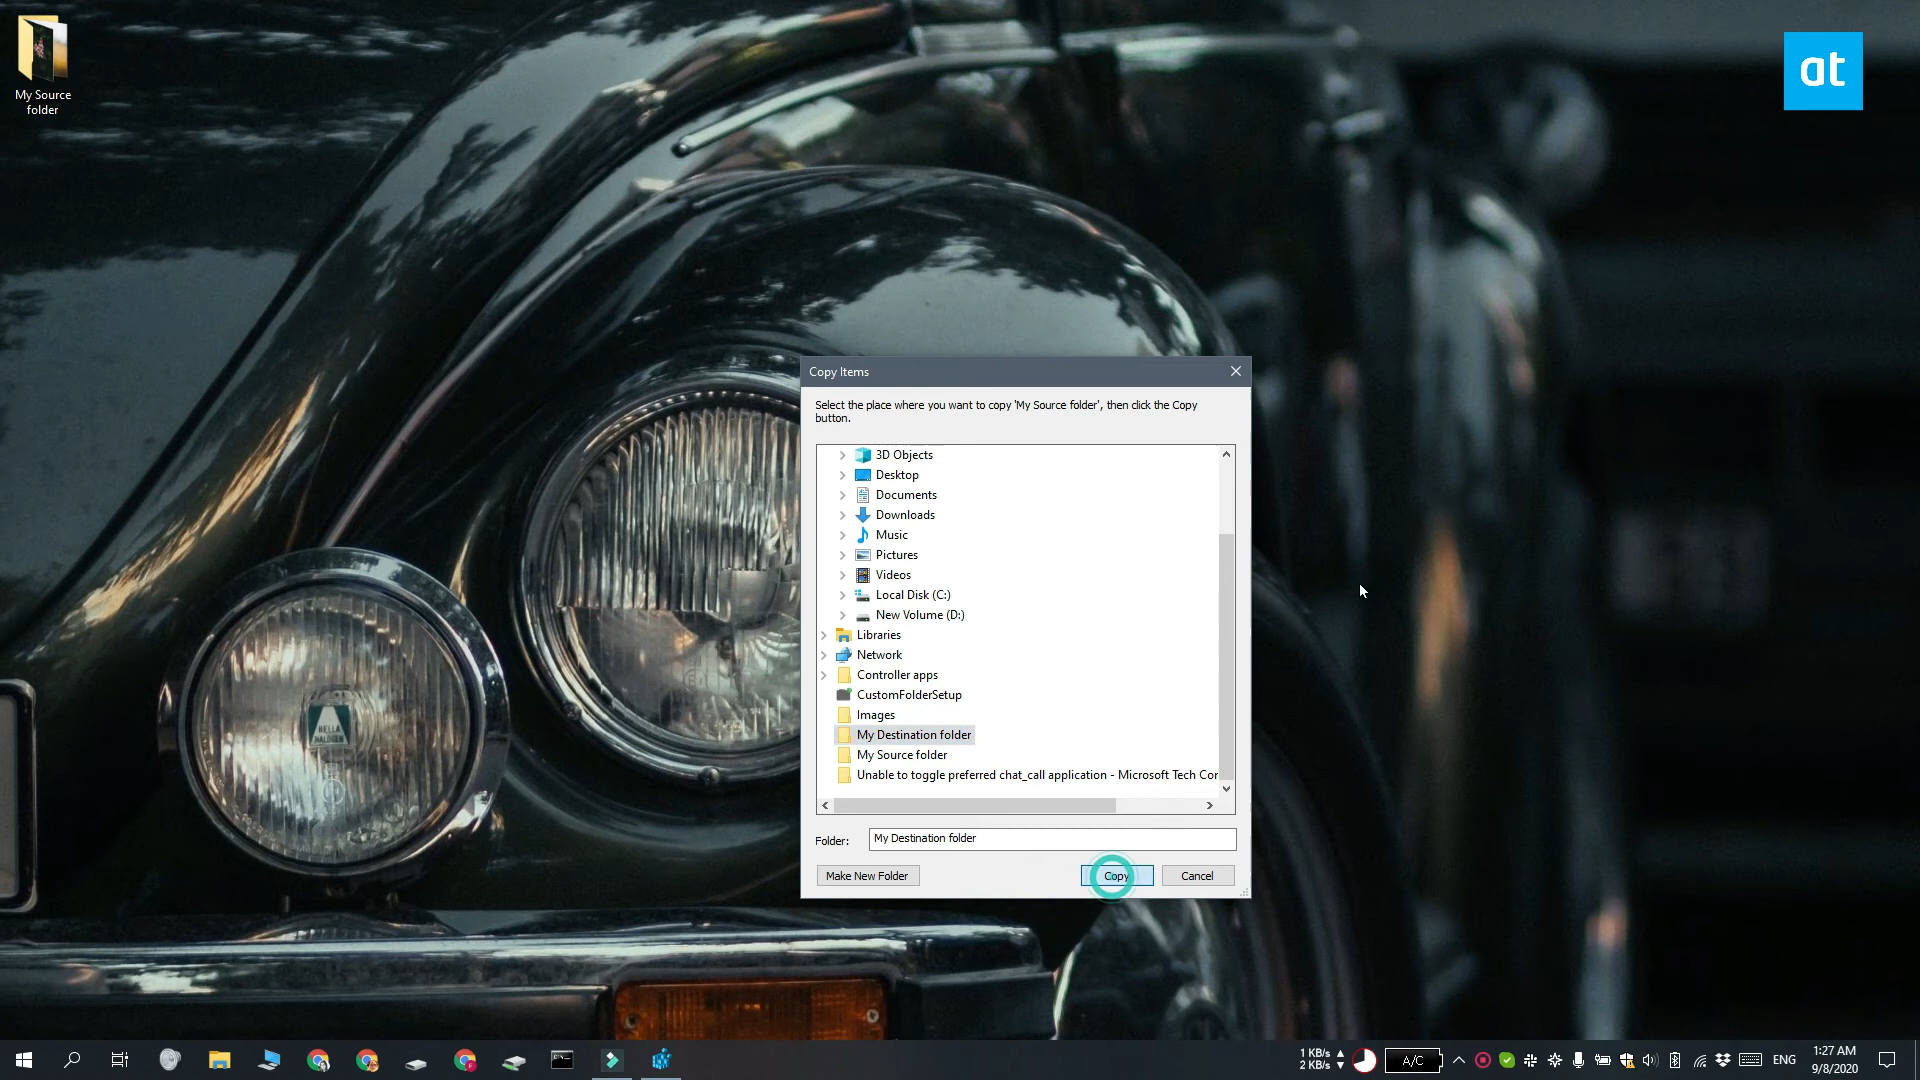 My Source
folder
at
Copy Items
Select the place where you want to copy 'My Source folder', then click the Copy
button.
3D Objects
Desktop
Documents
Downloads
Music
Pictures
Videos
Local Disk (C:)
New Volume (D:)
Libraries
Network
Controller apps
CustomFolderSetup
Images
My Destination folder
My Source folder
Unable to toggle preferred chat_call application - Microsoft Tech Cor
Folder:
My Destination folder
Make New Folder
Copy
Cancel
HELLA
HALOGEN
1 KB/s
2 KB/s
A/C
ENG
1:27 AM
9/8/2020